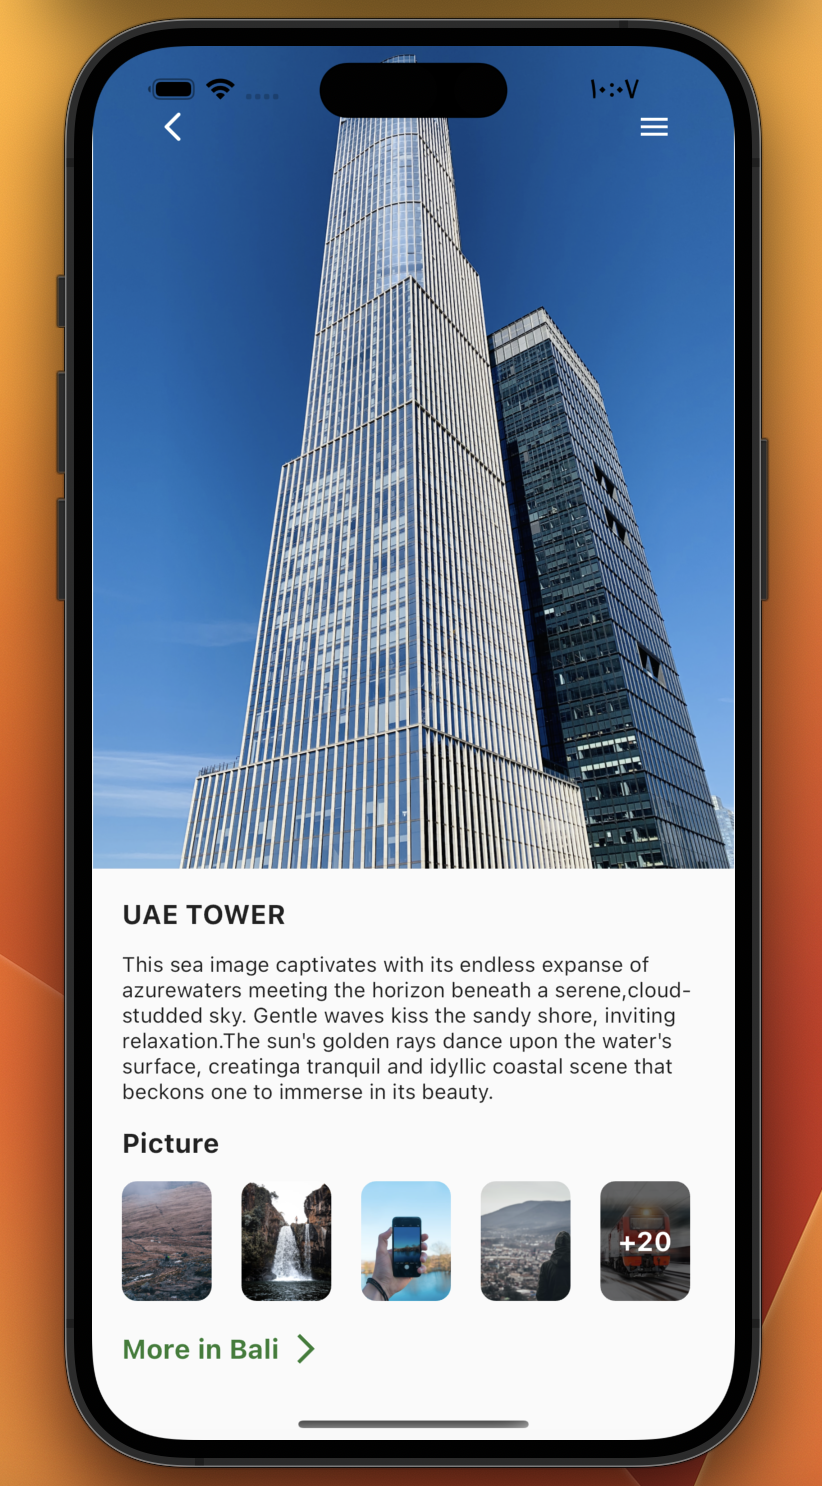 ١٠:٠٧
UAE TOWER
This sea image captivates with its endless expanse of
azurewaters meeting the horizon beneath a serene,cloud-
studded sky. Gentle waves kiss the sandy shore, inviting
relaxation.The sun's golden rays dance upon the water's
surface, creatinga tranquil and idyllic coastal scene that
beckons one to immerse in its beauty.
Picture
+20
More in Bali